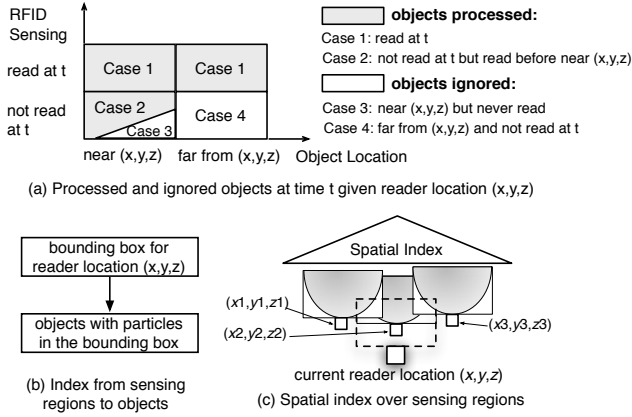 RFID
Sensing
read at t
not read
at t
Case 1
Case 1
Case 2
Case 3
Case 4
near (x,y,z)
far from (x,y,z)
Object Location
objects processed:
Case 1: read at t
Case 2: not read at t but read before near (x,y,z)
objects ignored:
Case 3: near (x,y,z) but never read
Case 4: far from (x,y,z) and not read at t
(a) Processed and ignored objects at time t given reader location (x,y,z)
bounding box for
reader location (x,y,z)
objects with particles
in the bounding box
(b) Index from sensing
regions to objects
Spatial Index
(x1,y1,z1)
(x2,y2,z2)
(x3,y3,z3)
current reader location (x,y,z)
(c) Spatial index over sensing regions